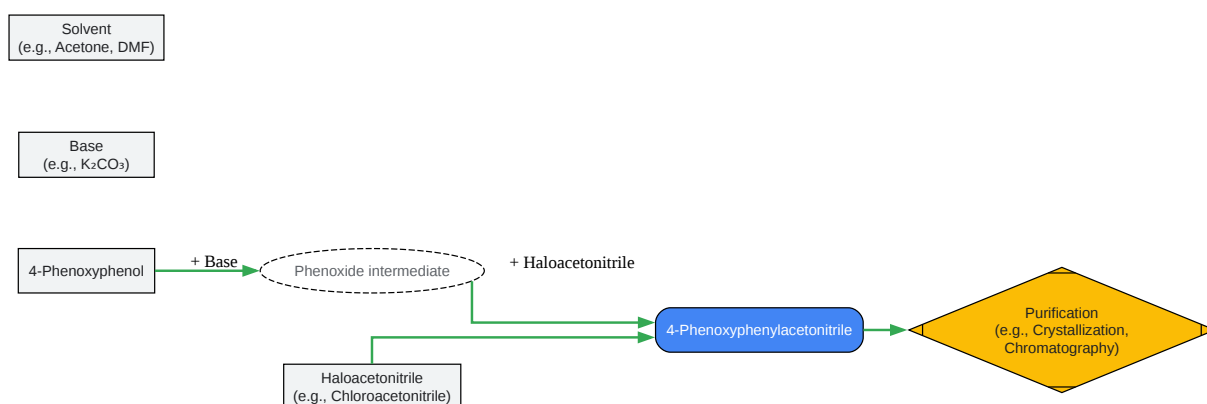 Solvent
(e.g., Acetone, DMF)
Base
(e.g., K₂CO₃)
4-Phenoxyphenol
+ Base
Phenoxide intermediate
+ Haloacetonitrile
Haloacetonitrile
(e.g., Chloroacetonitrile)
4-Phenoxyphenylacetonitrile
Purification
(e.g., Crystallization,
Chromatography)